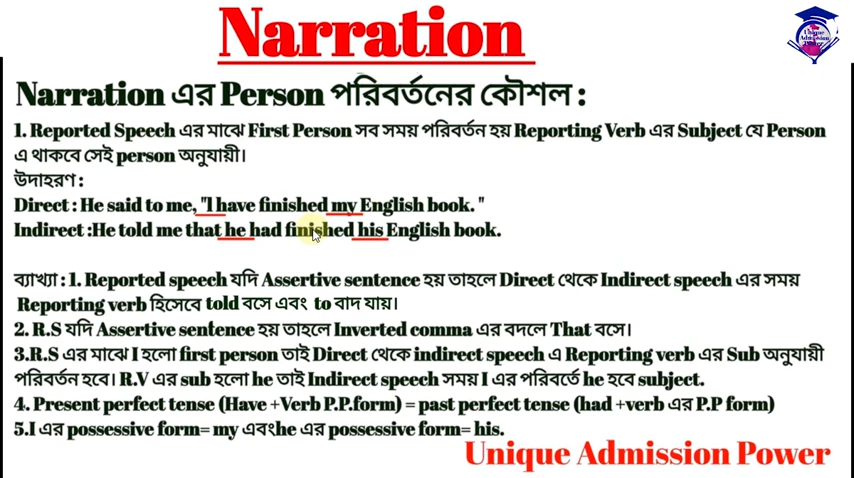 Narration
Unique
Admission
Power
Narration এর Person পরিবর্তনের কৌশল :
1. Reported Speech এর মাঝে First Person সব সময় পরিবর্তন হয় Reporting Verb এর Subject যে Person
এ থাকবে সেই person অনুযায়ী।
উদাহরণ :
Direct : He said to me, "I have finished my English book. "
Indirect :He told me that he had finished his English book.
ব্যাখ্যা : 1. Reported speech যদি Assertive sentence হয় তাহলে Direct থেকে Indirect speech এর সময়
Reporting verb হিসেবে told বসে এবং to বাদ যায়।
2. R.S যদি Assertive sentence হয় তাহলে Inverted comma এর বদলে That বসে।
3.R.S এর মাঝে I হলো first person তাই Direct থেকে indirect speech এ Reporting verb এর Sub অনুযায়ী
পরিবর্তন হবে। R.V এর sub হলো he তাই Indirect speech সময় I এর পরিবর্তে he হবে subject.
4. Present perfect tense (Have +Verb P.P.form) = past perfect tense (had +verb এর P.P form)
5.I এর possessive form= my এবংhe এর possessive form= his.
Unique Admission Power